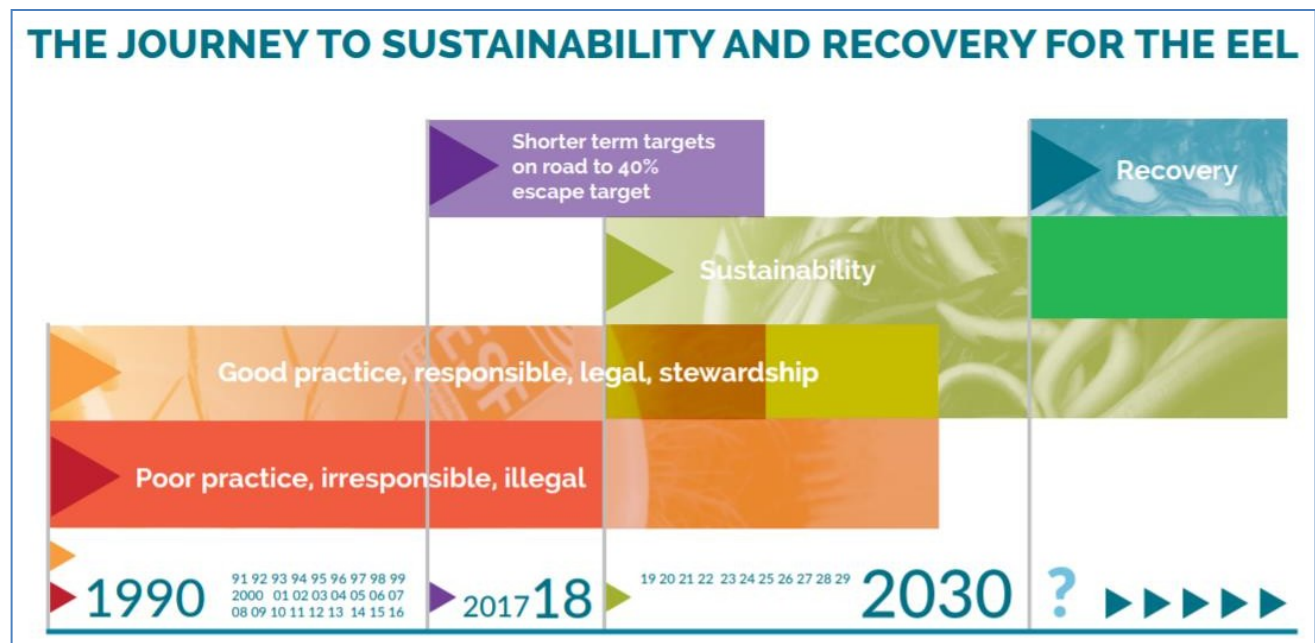 THE JOURNEY TO SUSTAINABILITY AND RECOVERY FOR THE EEL
Shorter term targets
on road to 40%
escape target
Recovery
Sustainability
Good practice, responsible, legal, stewardship
Poor practice, irresponsible, illegal
1990
91 92 93 94 95 96 97 98 99
2000 01 02 03 04 05 06 07
08 09 10 11 12 13 14 15 16
2017 18
19 20 21 22 23 24 25 26 27 28 29
2030
?